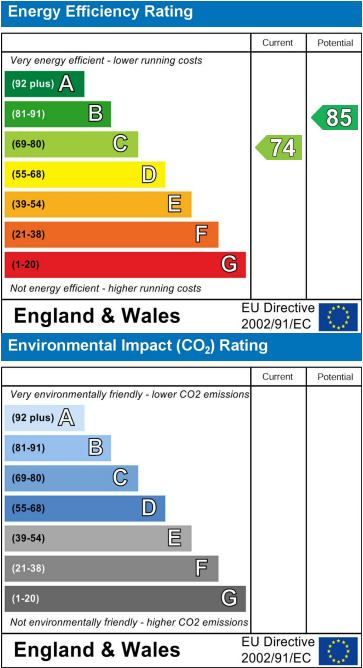 Energy Efficiency Rating
Current Potential
Very energy efficient - lower running costs
(92 plus) A
(81-91) B
85
(69-80) C
74
(55-68) D
(39-54) E
(21-38) F
(1-20) G
Not energy efficient - higher running costs
England & Wales
EU Directive
2002/91/EC
Environmental Impact (CO₂) Rating
Current Potential
Very environmentally friendly - lower CO2 emissions
(92 plus) A
(81-91) B
(69-80) C
(55-68) D
(39-54) E
(21-38) F
(1-20) G
Not environmentally friendly - higher CO2 emissions
England & Wales
EU Directive
2002/91/EC